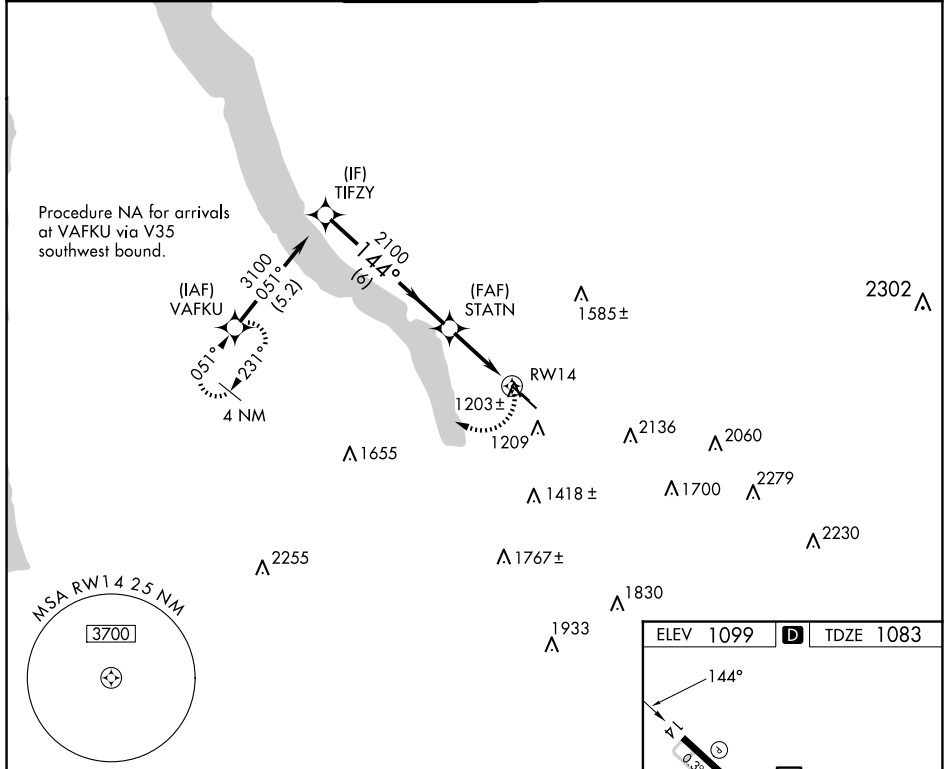 (IF)
TIFZY
Procedure NA for arrivals
at VAFKU via V35
southwest bound.
2100
144°
(6)
3100
051°
(5.2)
(IAF)
VAFKU
(FAF)
STATN
1585±
2302
051°
231°
4 NM
RW14
1203±
1209
2136
2060
1655
1418 ±
1700
2279
2255
1767±
2230
1830
1933
MSA RW14 25 NM
3700
ELEV 1099 D TDZE 1083
144°
14
P
0.3%